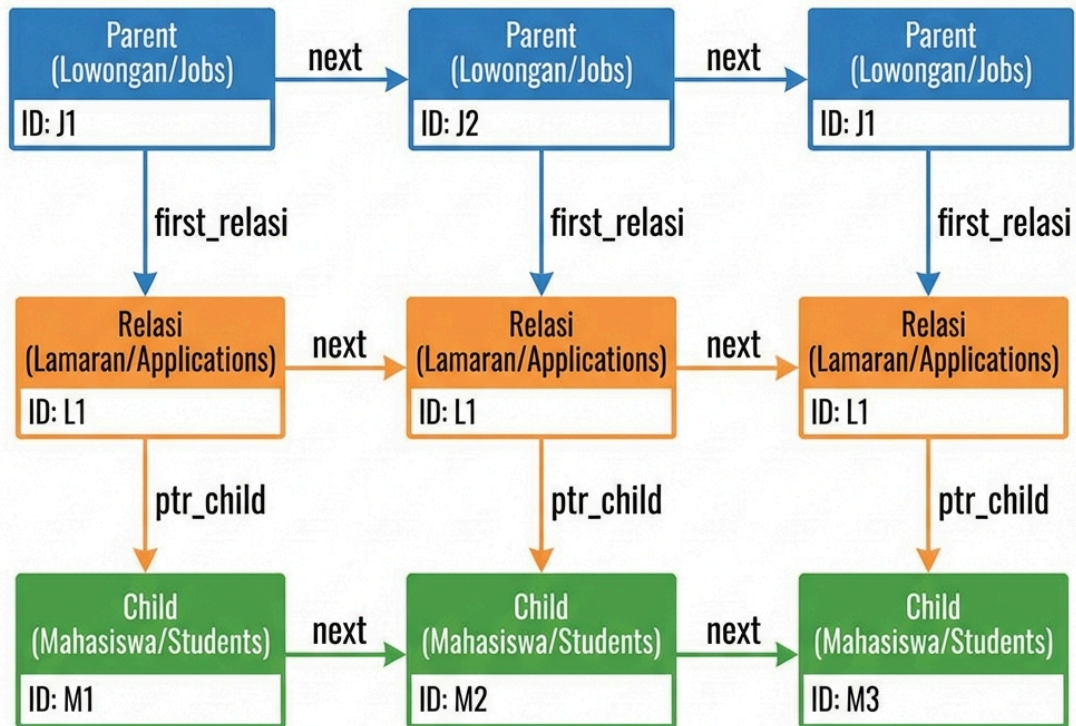 Parent
(Lowongan/Jobs)
ID: J1
next
Parent
(Lowongan/Jobs)
ID: J2
next
Parent
(Lowongan/Jobs)
ID: J1
first_relasi
first_relasi
first_relasi
Relasi
(Lamaran/Applications)
ID: L1
next
Relasi
(Lamaran/Applications)
ID: L1
next
Relasi
(Lamaran/Applications)
ID: L1
ptr_child
ptr_child
ptr_child
Child
(Mahasiswa/Students)
ID: M1
next
Child
(Mahasiswa/Students)
ID: M2
next
Child
(Mahasiswa/Students)
ID: M3